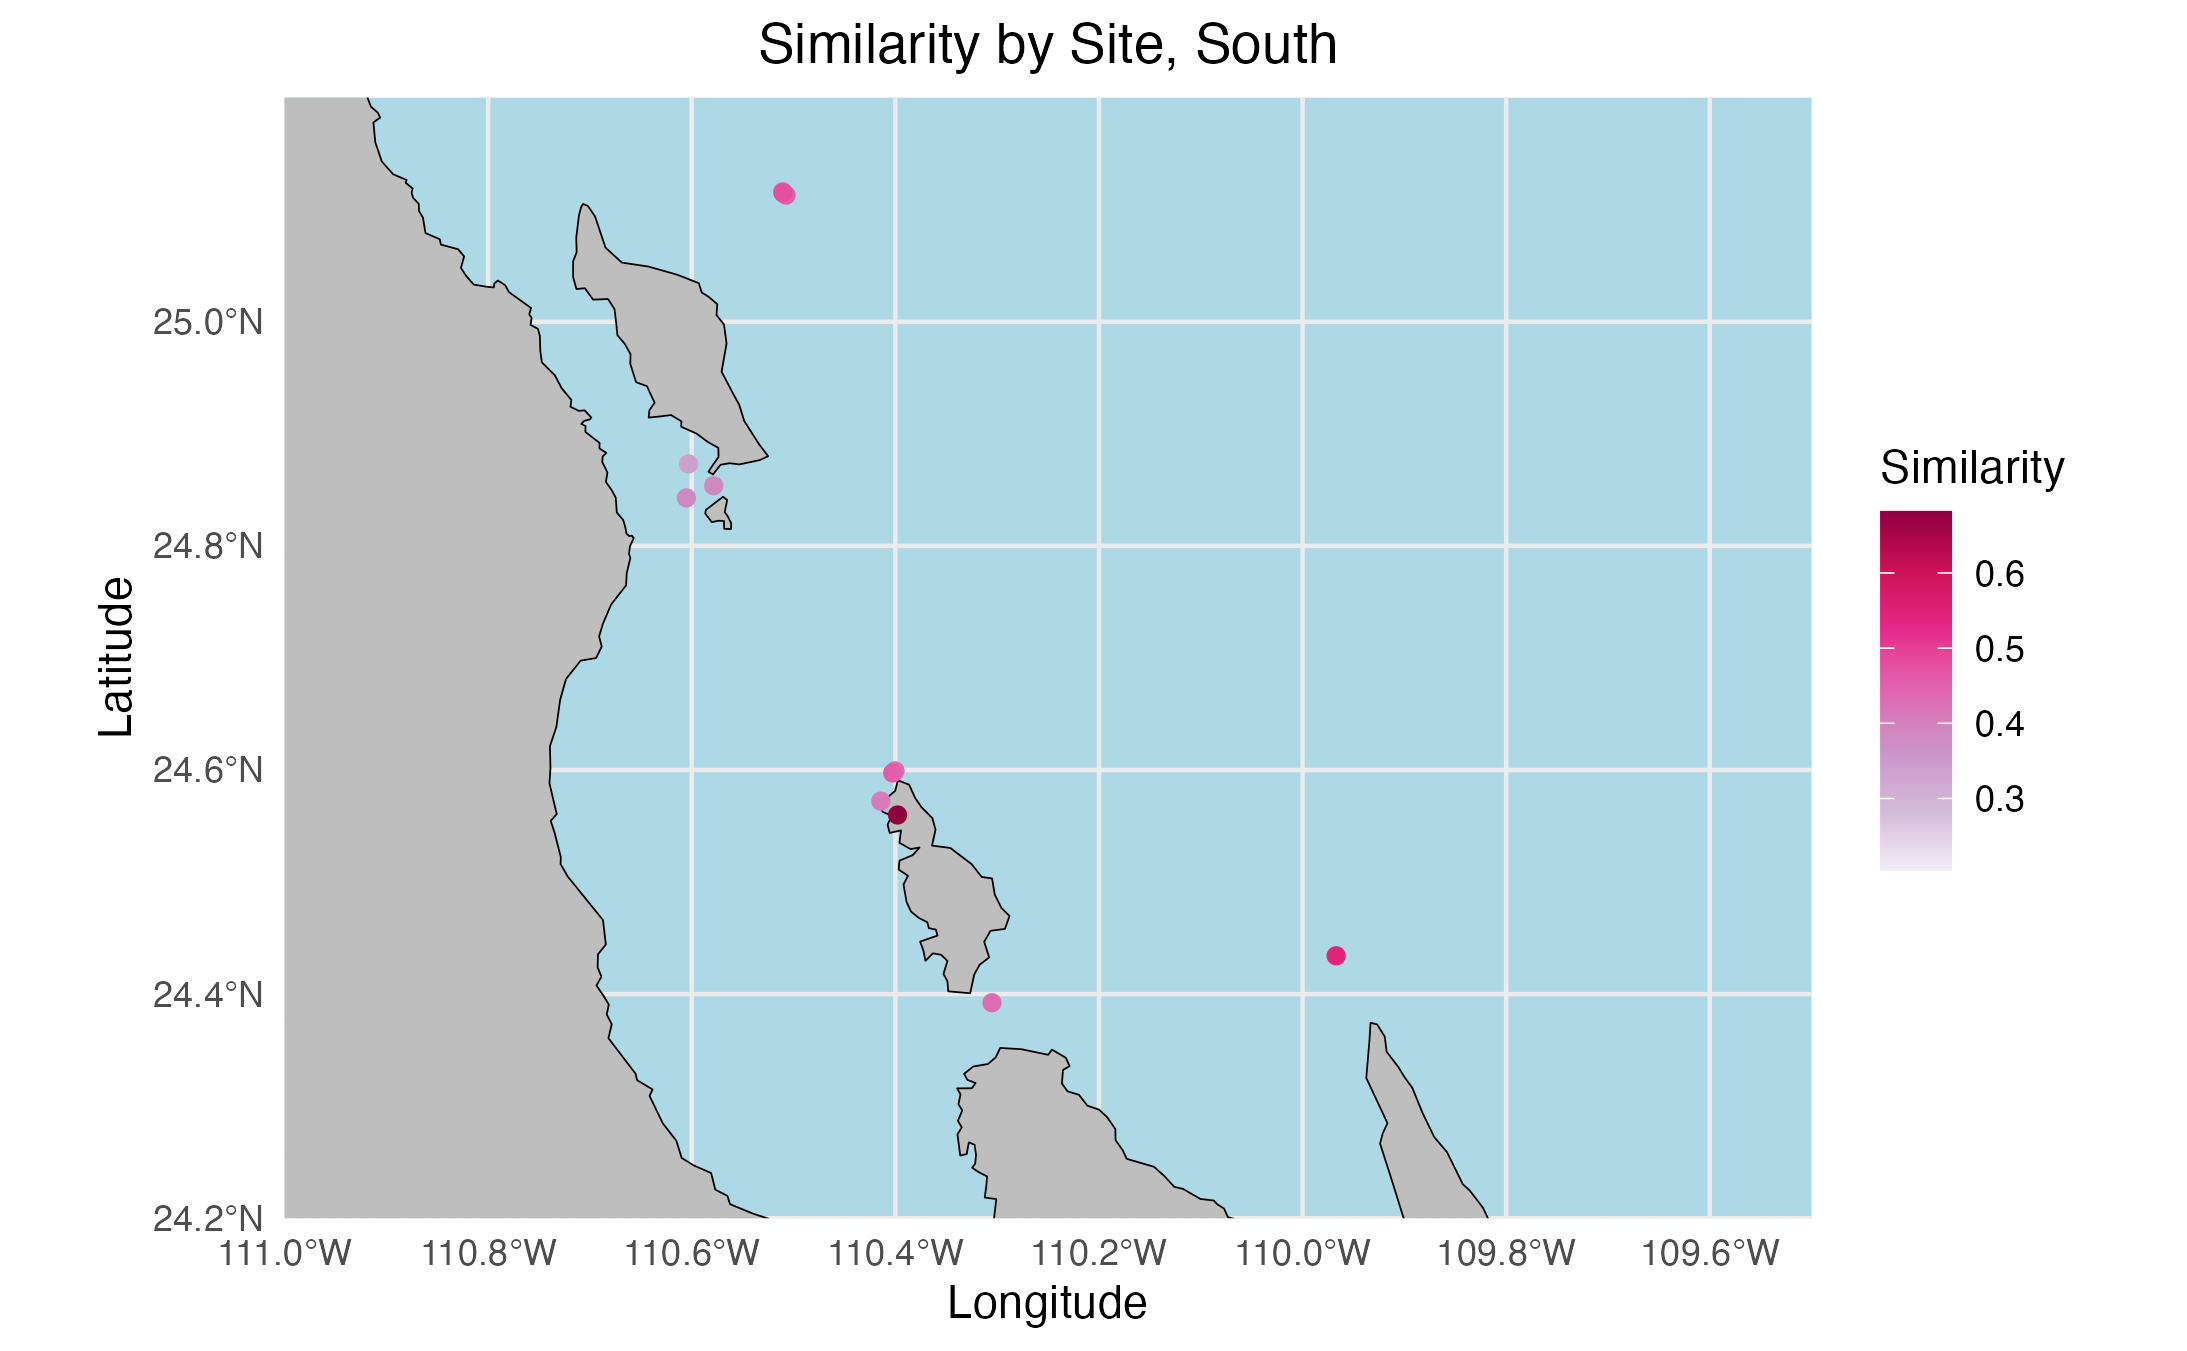 Similarity by Site, South
25.0°N
24.8°N
24.6°N
24.4°N
24.2°N
Latitude
111.0°W 110.8°W 110.6°W 110.4°W 110.2°W 110.0°W 109.8°W 109.6°W
Longitude
Similarity
0.6
0.5
0.4
0.3